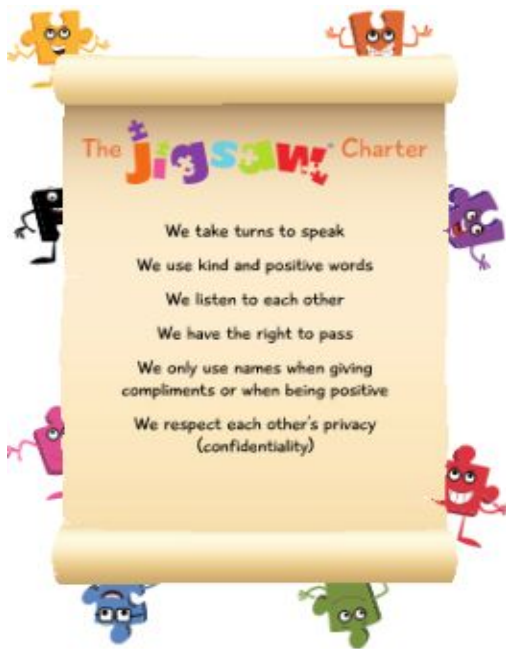 The jigsaw Charter
We take turns to speak
We use kind and positive words
We listen to each other
We have the right to pass
We only use names when giving
compliments or when being positive
We respect each other's privacy
(confidentiality)